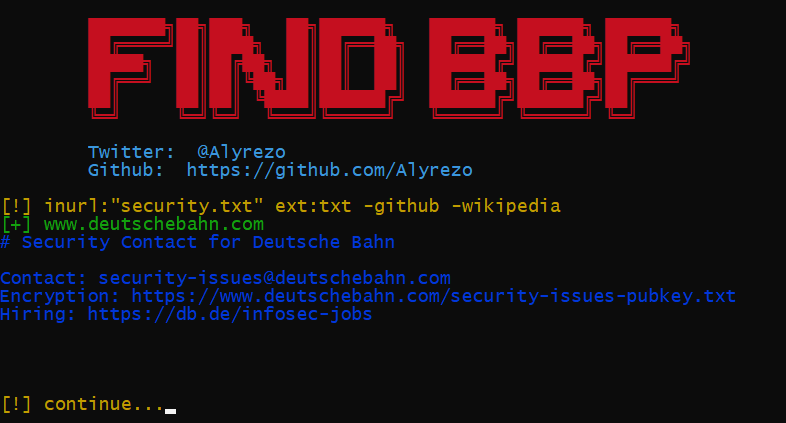 FIND BBP
Twitter: @Alyrezo
Github: https://github.com/Alyrezo
[!] inurl:"security.txt" ext:txt -github -wikipedia
[+] www.deutschebahn.com
# Security Contact for Deutsche Bahn
Contact: security-issues@deutschebahn.com
Encryption: https://www.deutschebahn.com/security-issues-pubkey.txt
Hiring: https://db.de/infosec-jobs
[!] continue...